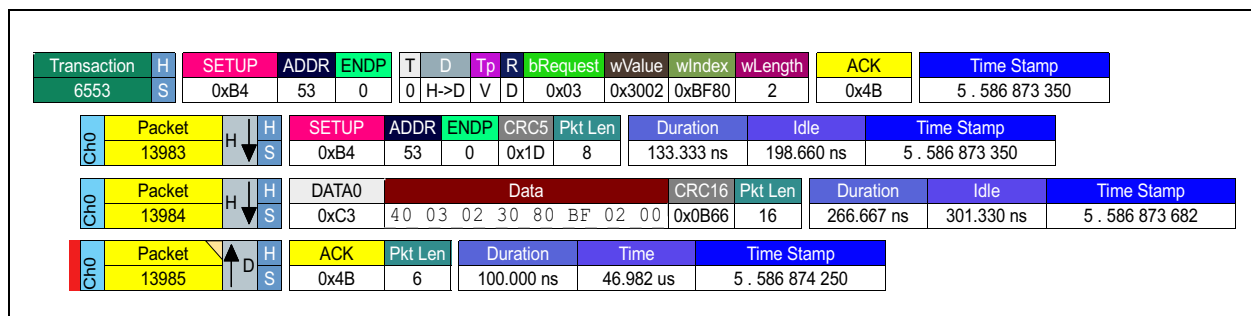 Transaction H SETUP ADDR ENDP T D Tp R bRequest wValue wIndex wLength ACK Time Stamp
6553 S 0xB4 53 0 0 H->D V D 0x03 0x3002 0xBF80 2 0x4B 5 . 586 873 350
Ch0 Packet H H SETUP ADDR ENDP CRC5 Pkt Len Duration Idle Time Stamp
13983 S 0xB4 53 0 0x1D 8 133.333 ns 198.660 ns 5 . 586 873 350
Ch0 Packet H H DATA0 Data CRC16 Pkt Len Duration Idle Time Stamp
13984 S 0xC3 40 03 02 30 80 BF 02 00 0x0B66 16 266.667 ns 301.330 ns 5 . 586 873 682
Ch0 Packet D H ACK Pkt Len Duration Time Time Stamp
13985 S 0x4B 6 100.000 ns 46.982 us 5 . 586 874 250